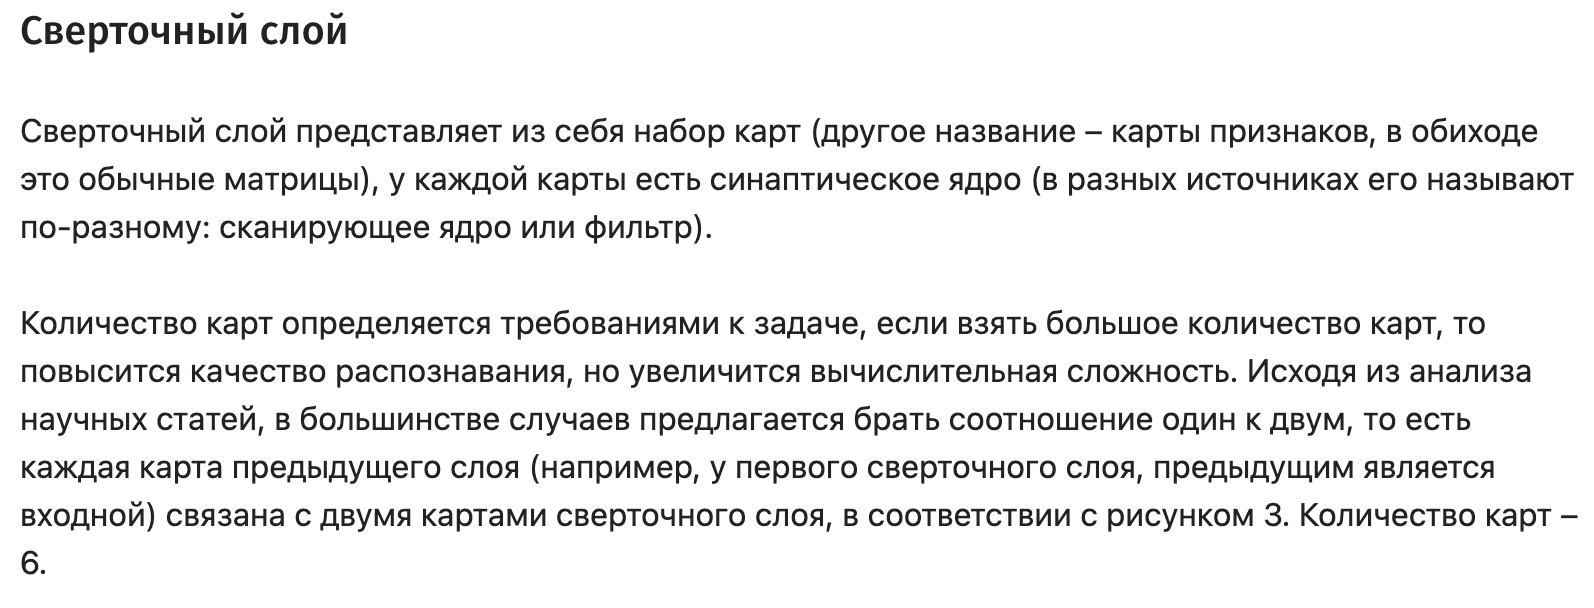 Сверточный слой
Сверточный слой представляет из себя набор карт (другое название – карты признаков, в обиходе
это обычные матрицы), у каждой карты есть синаптическое ядро (в разных источниках его называют
по-разному: сканирующее ядро или фильтр).
Количество карт определяется требованиями к задаче, если взять большое количество карт, то
повысится качество распознавания, но увеличится вычислительная сложность. Исходя из анализа
научных статей, в большинстве случаев предлагается брать соотношение один к двум, то есть
каждая карта предыдущего слоя (например, у первого сверточного слоя, предыдущим является
входной) связана с двумя картами сверточного слоя, в соответствии с рисунком 3. Количество карт –
6.